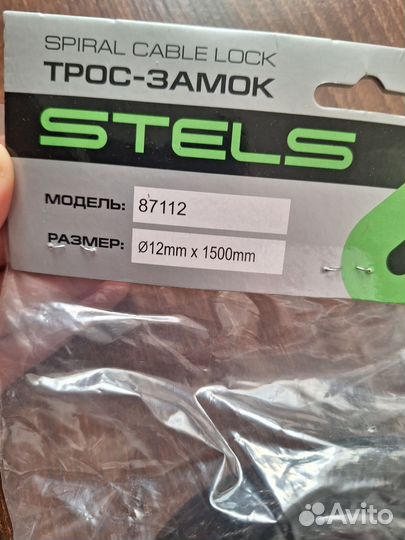 SPIRAL CABLE LOCK
ТРОС-ЗАМОК
STELS
МОДЕЛЬ: 87112
РАЗМЕР: Ø12mm x 1500mm
Avito